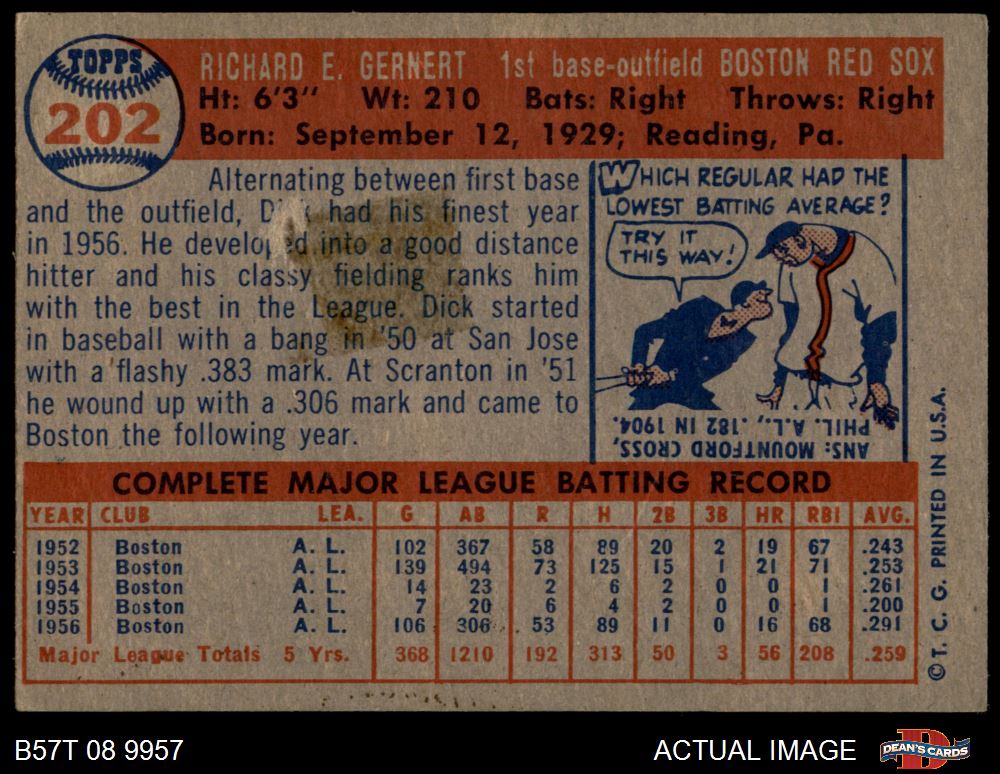 TOPPS
202
RICHARD E. GERNERT 1st base-outfield BOSTON RED SOX
Ht: 6'3" Wt: 210 Bats: Right Throws: Right
Born: September 12, 1929; Reading, Pa.
Alternating between first base
and the outfield, Dick had his finest year
in 1956. He developed into a good distance
hitter and his classy fielding ranks him
with the best in the League. Dick started
in baseball with a bang in '50 at San Jose
with a flashy .383 mark. At Scranton in '51
he wound up with a .306 mark and came to
Boston the following year.
WHICH REGULAR HAD THE
LOWEST BATTING AVERAGE?
TRY IT
THIS WAY!
ANS: MOUNTFORD CROSS,
PHIL. A.L., .182 IN 1904.
COMPLETE MAJOR LEAGUE BATTING RECORD
YEAR CLUB LEA. G AB R H 2B 3B HR RBI AVG.
1952 Boston A. L. 102 367 58 89 20 2 19 67 .243
1953 Boston A. L. 139 494 73 125 15 1 21 71 .253
1954 Boston A. L. 14 23 2 6 2 0 0 1 .261
1955 Boston A. L. 7 20 6 4 2 0 0 1 .200
1956 Boston A. L. 106 306 53 89 11 0 16 68 .291
Major League Totals 5 Yrs. 368 1210 192 313 50 3 56 208 .259
© T. C. G. PRINTED IN U.S.A.
B57T 08 9957
ACTUAL IMAGE
DEAN'S CARDS